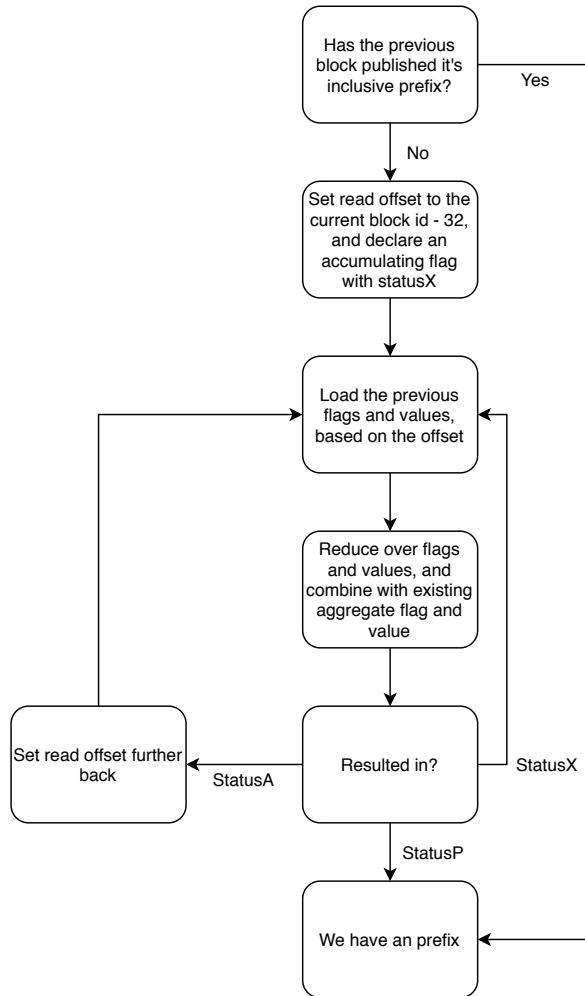 Has the previous
block published it's
inclusive prefix?
Yes
No
Set read offset to the
current block id - 32,
and declare an
accumulating flag
with statusX
Load the previous
flags and values,
based on the offset
Reduce over flags
and values, and
combine with existing
aggregate flag and
value
Set read offset further
back
StatusA
Resulted in?
StatusX
StatusP
We have an prefix